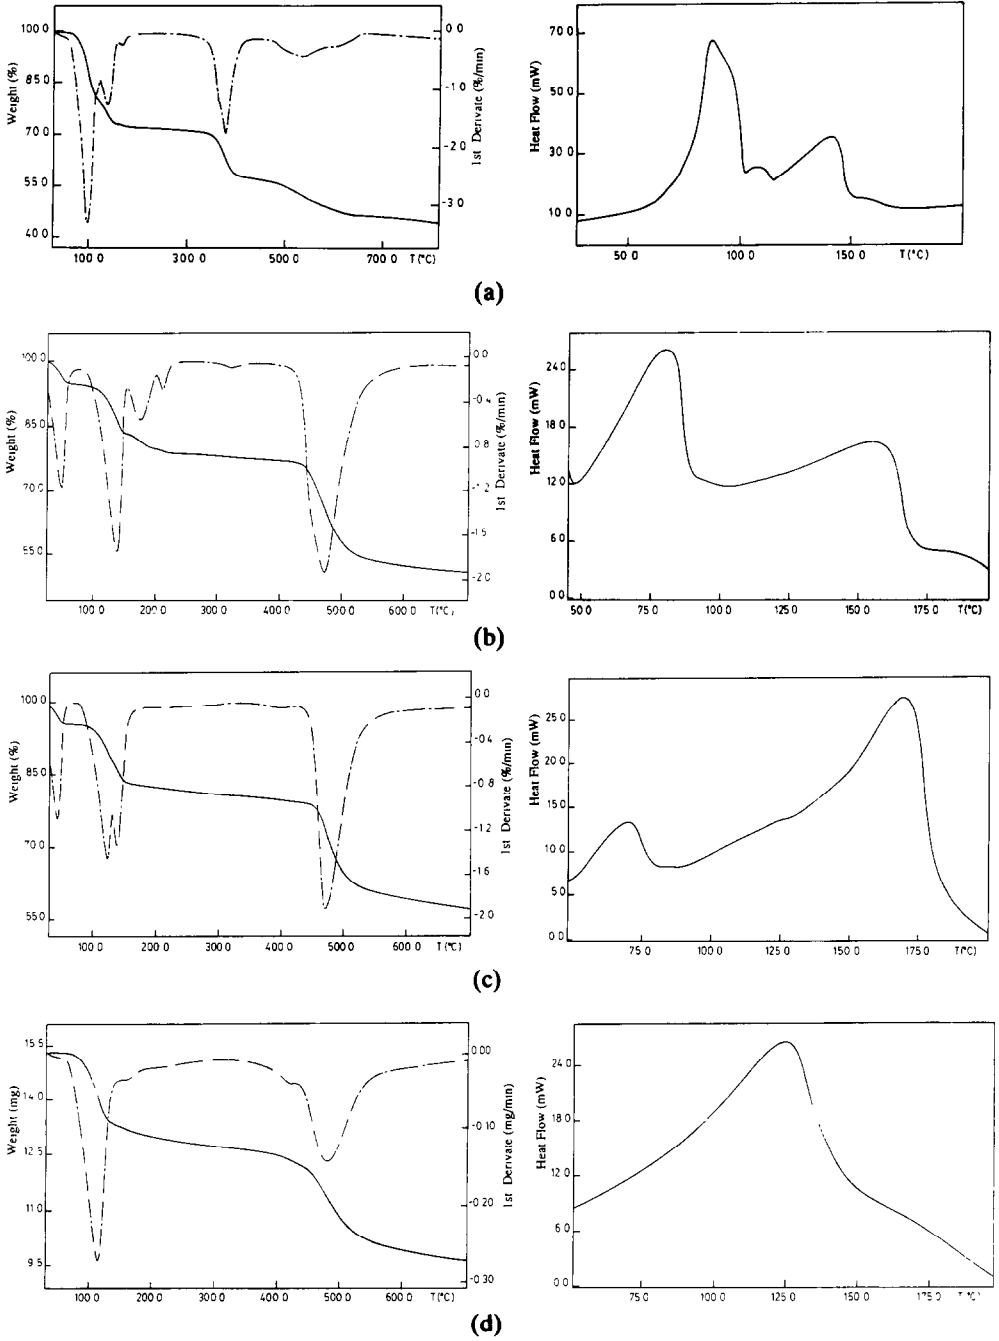 100.0
85.0
70.0
55.0
40.0
Weight (%)
0.0
-1.0
-2.0
-3.0
1st Derivate (%/min)
100.0 300.0 500.0 700.0 T(°C)
70.0
50.0
30.0
10.0
Heat Flow (mW)
50.0 100.0 150.0 T(°C)
(a)
100.0
85.0
70.0
55.0
Weight (%)
0.0
-0.4
-0.8
-1.2
-1.5
-2.0
1st Derivate (%/min)
100.0 200.0 300.0 400.0 500.0 600.0 T(°C)
24.0
18.0
12.0
6.0
0.0
Heat Flow (mW)
50.0 75.0 100.0 125.0 150.0 175.0 T(°C)
(b)
100.0
85.0
70.0
55.0
Weight (%)
0.0
-0.4
-0.8
-1.2
-1.6
-2.0
1st Derivate (%/min)
100.0 200.0 300.0 400.0 500.0 600.0 T(°C)
25.0
20.0
15.0
10.0
5.0
0.0
Heat Flow (mW)
75.0 100.0 125.0 150.0 175.0 T(°C)
(c)
15.5
14.0
12.5
11.0
9.5
Weight (mg)
0.00
-0.10
-0.20
-0.30
1st Derivate (mg/min)
100.0 200.0 300.0 400.0 500.0 600.0 T(°C)
24.0
18.0
12.0
6.0
0.0
Heat Flow (mW)
75.0 100.0 125.0 150.0 175.0 T(°C)
(d)